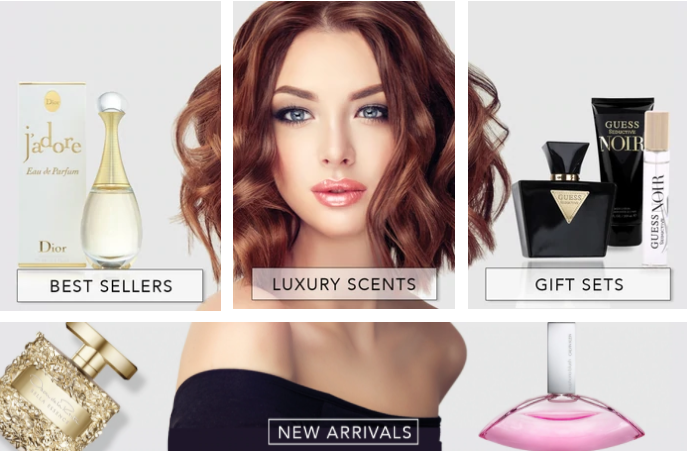 Dior
j'adore
Eau de Parfum
Dior
BEST SELLERS
LUXURY SCENTS
GUESS
NOIR
GUESS
GUESS
NOIR
GIFT SETS
NEW ARRIVALS